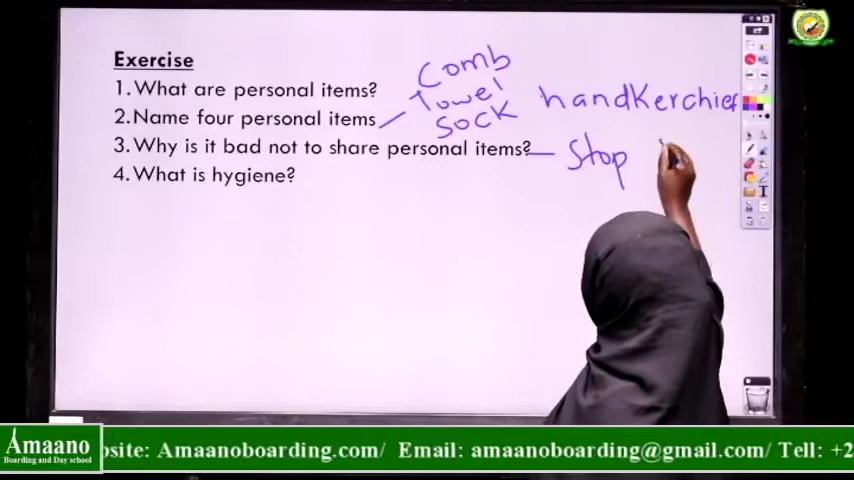 Exercise
1. What are personal items?
2. Name four personal items
3. Why is it bad not to share personal items?
4. What is hygiene?
Comb
Towel
Sock
handkerchief
Stop
Amaano
Boarding and Day school
site: Amaanoboarding.com/ Email: amaanoboarding@gmail.com/ Tell: +2